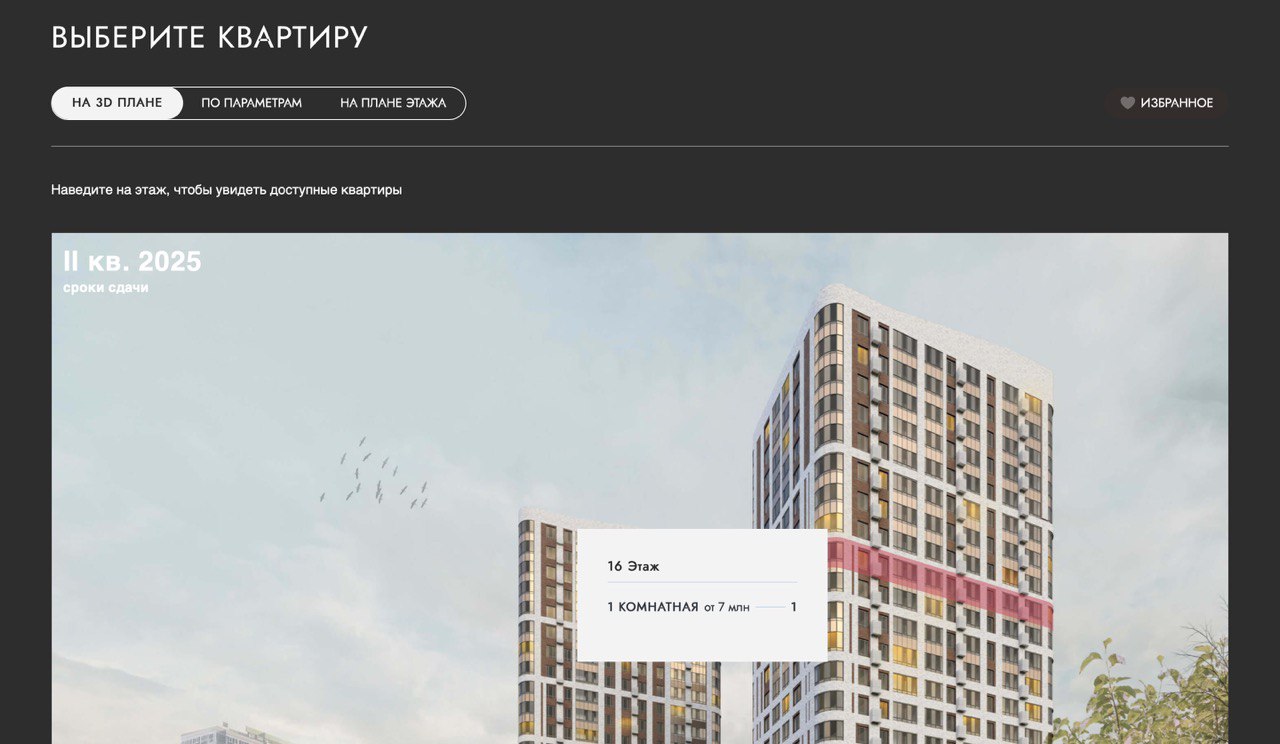 ВЫБЕРИТЕ КВАРТИРУ
НА 3D ПЛАНЕ ПО ПАРАМЕТРАМ НА ПЛАНЕ ЭТАЖА ИЗБРАННОЕ
Наведите на этаж, чтобы увидеть доступные квартиры
II кв. 2025
сроки сдачи
16 Этаж
1 КОМНАТНАЯ от 7 млн 1